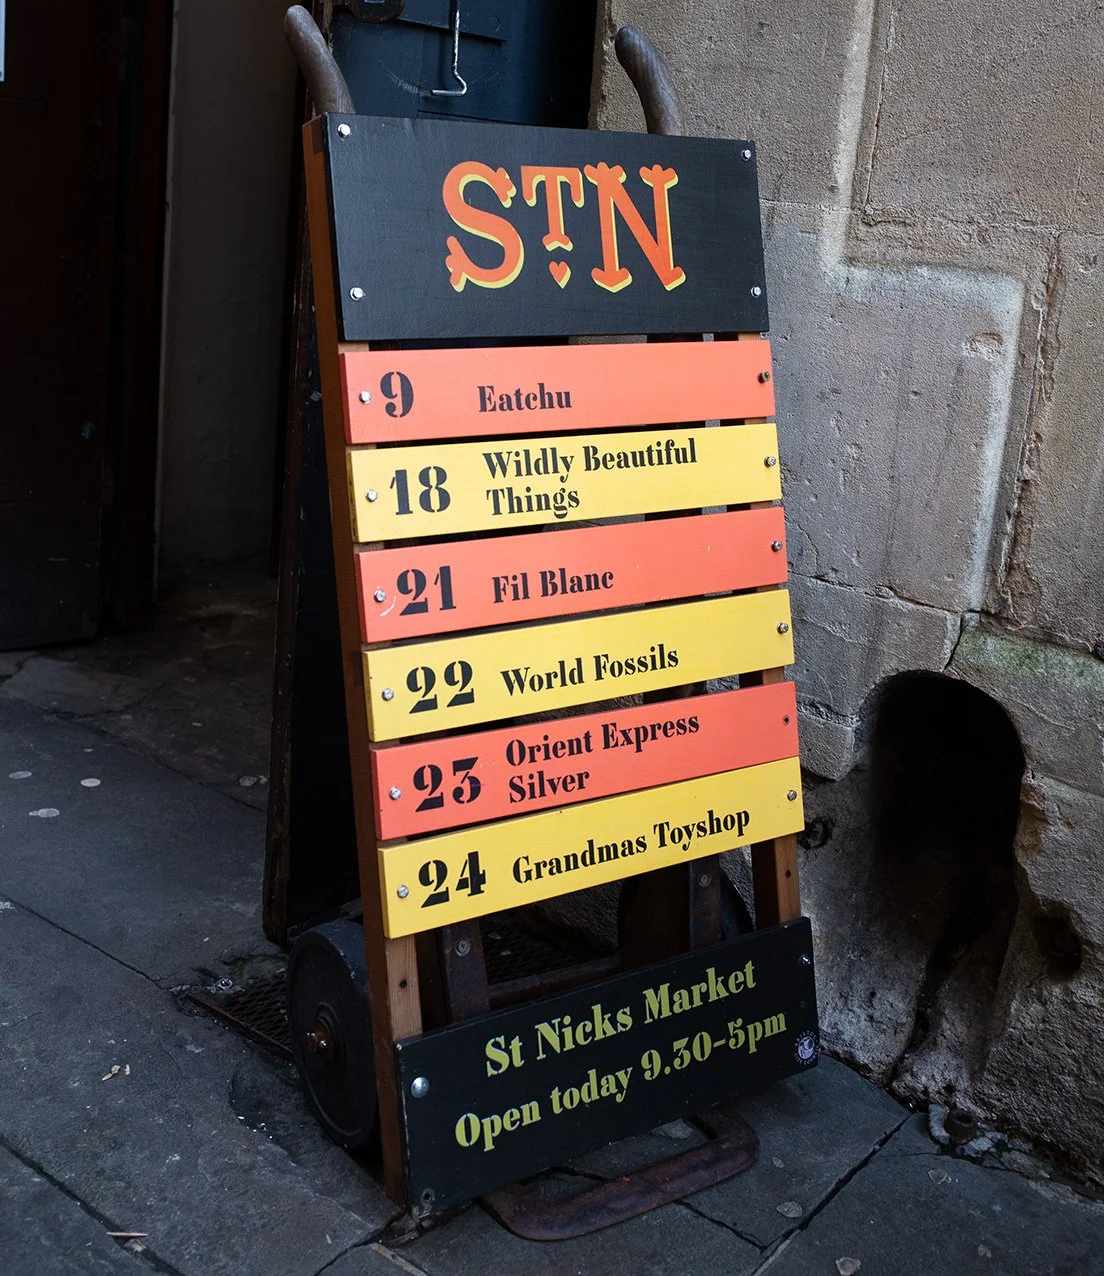 STN
9 Eatchu
18 Wildly Beautiful
Things
21 Fil Blanc
22 World Fossils
23 Orient Express
Silver
24 Grandmas Toyshop
St Nicks Market
Open today 9.30-5pm